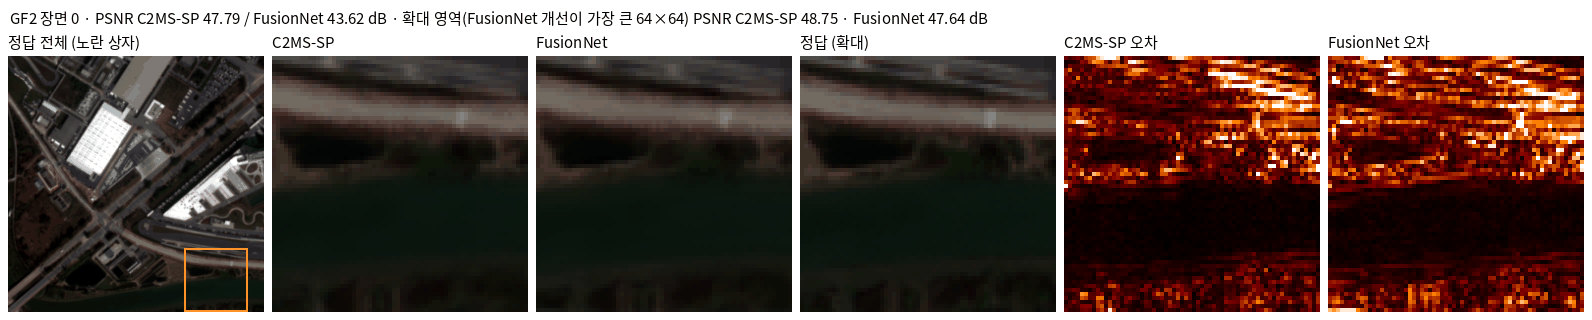 GF2 장면 0 · PSNR C2MS-SP 47.79 / FusionNet 43.62 dB · 확대 영역(FusionNet 개선이 가장 큰 64×64) PSNR C2MS-SP 48.75 · FusionNet 47.64 dB
정답 전체 (노란 상자)
C2MS-SP
FusionNet
정답 (확대)
C2MS-SP 오차
FusionNet 오차